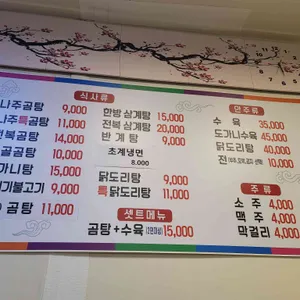 식사류
나주곰탕 9,000
나주특곰탕 11,000
전복곰탕 14,000
골곰탕 10,000
가니탕 15,000
기불고기 9,000
곰탕 11,000
한방 삼계탕 15,000
전복 삼계탕 20,000
반계탕 9,000
초계냉면 8,000
닭도리탕 9,000
특닭도리탕 11,000
셋트메뉴
곰탕+수육 15,000
안주류
수육 35,000
도가니수육 45,000
닭도리탕 40,000
전 10,000
주류
소주 4,000
맥주 4,000
막걸리 4,000